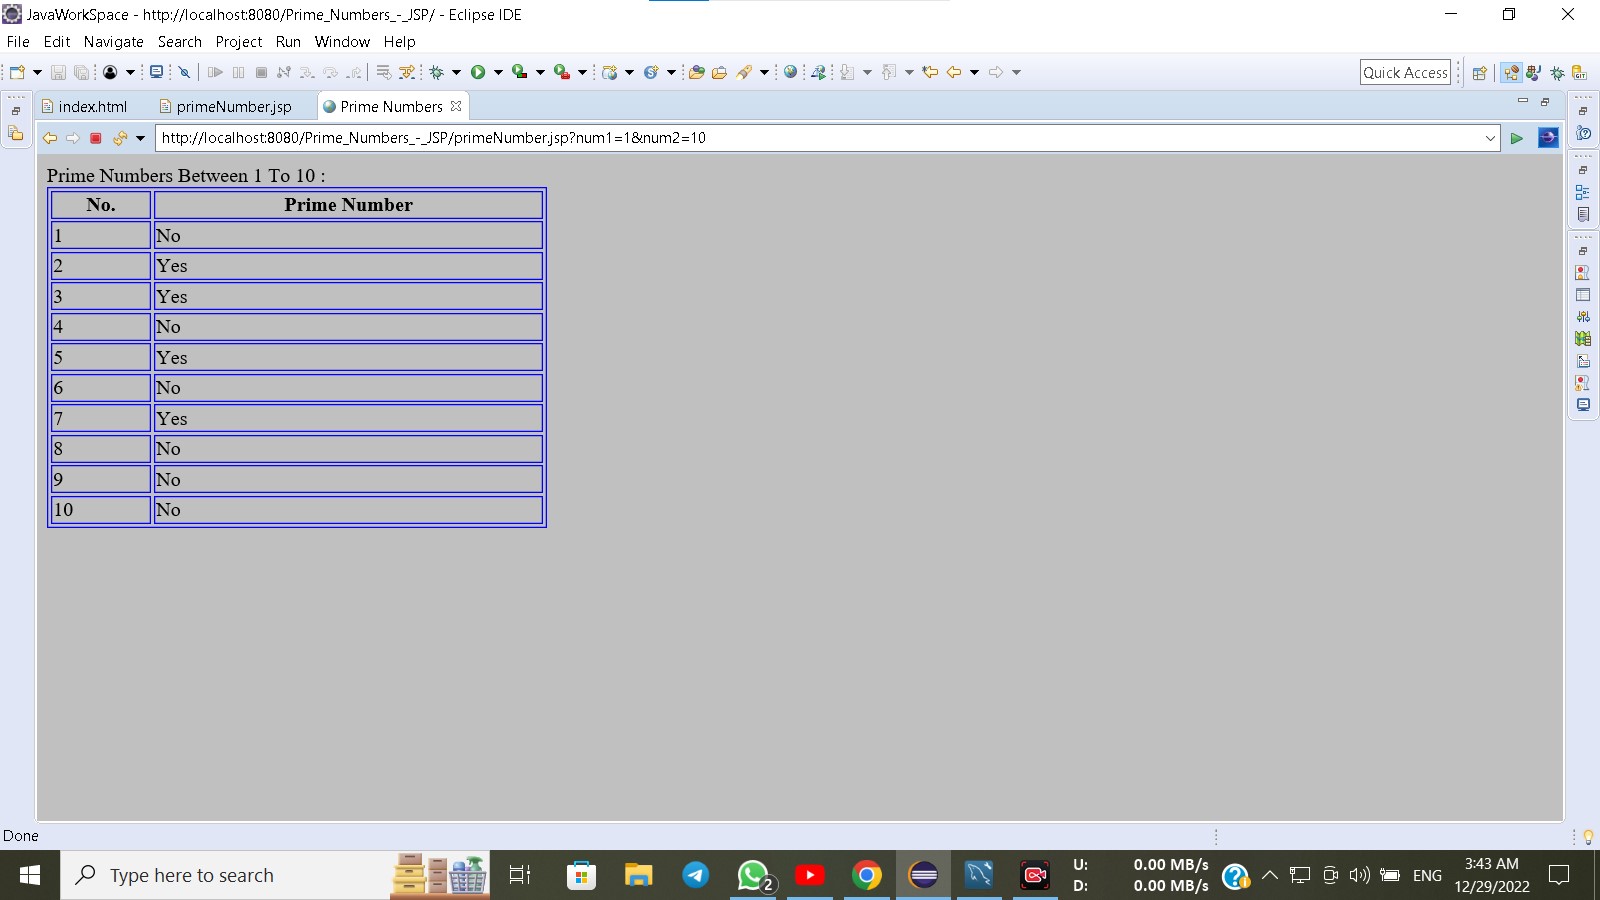 JavaWorkSpace - http://localhost:8080/Prime_Numbers_-_JSP/ - Eclipse IDE
File Edit Navigate Search Project Run Window Help
Quick Access
index.html primeNumber.jsp Prime Numbers
http://localhost:8080/Prime_Numbers_-_JSP/primeNumber.jsp?num1=1&num2=10
Prime Numbers Between 1 To 10 :
No. Prime Number
1 No
2 Yes
3 Yes
4 No
5 Yes
6 No
7 Yes
8 No
9 No
10 No
Done
Type here to search
2
U: 0.00 MB/s
D: 0.00 MB/s
ENG
3:43 AM
12/29/2022